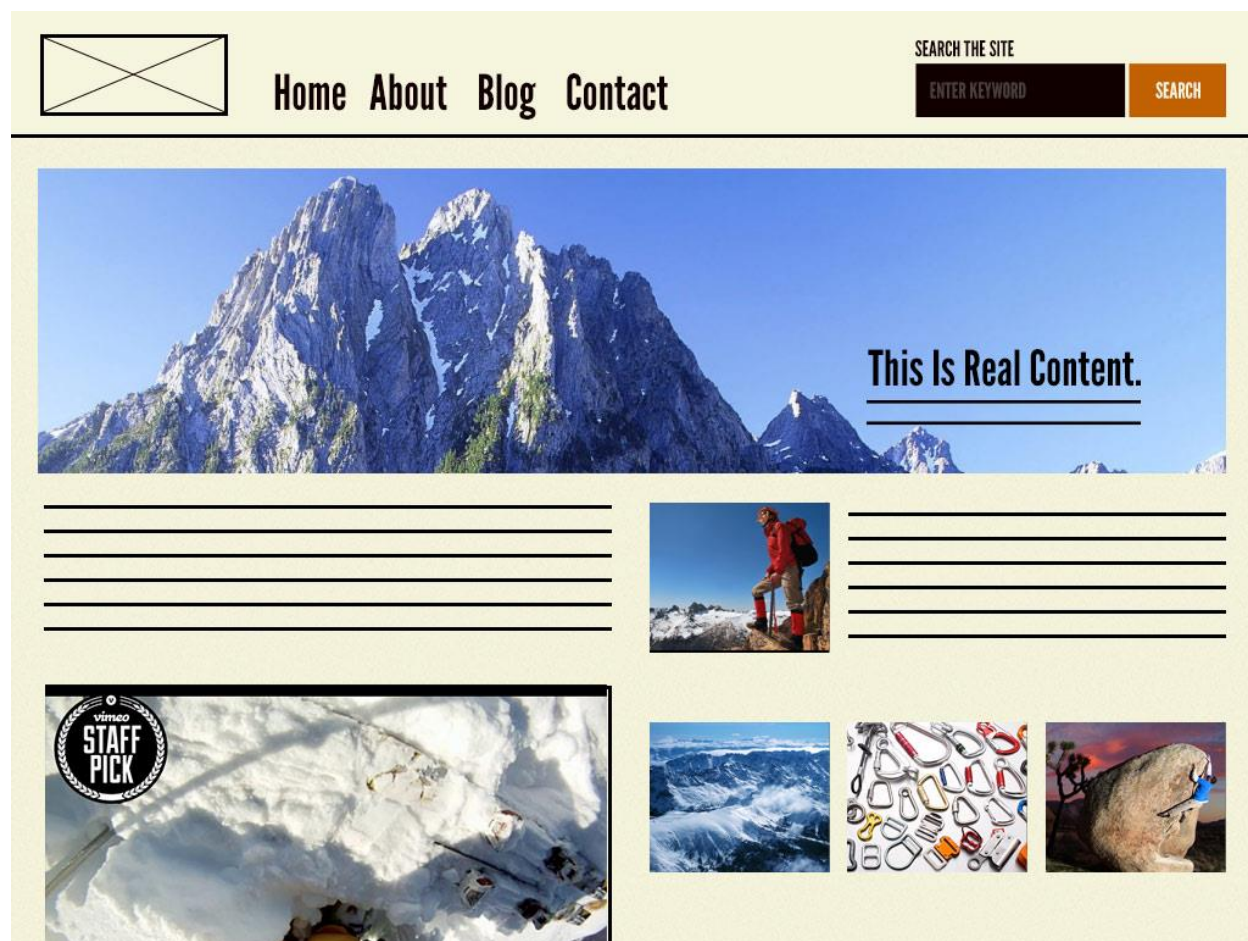 SEARCH THE SITE
Home About Blog Contact
ENTER KEYWORD
SEARCH
This Is Real Content.
vimeo
STAFF
PICK